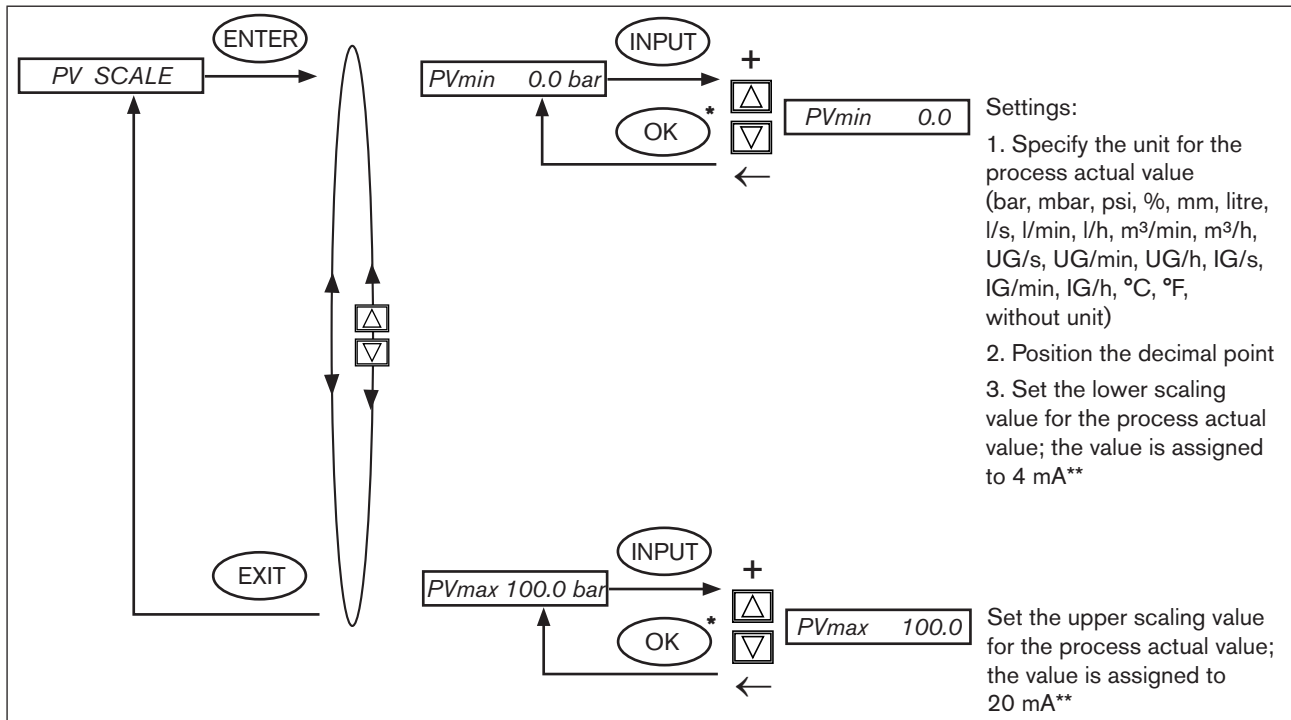 ENTER
PV SCALE
INPUT
+
PVmin 0.0 bar
OK *
←
PVmin 0.0
Settings:
1. Specify the unit for the
process actual value
(bar, mbar, psi, %, mm, litre,
l/s, l/min, l/h, m³/min, m³/h,
UG/s, UG/min, UG/h, IG/s,
IG/min, IG/h, °C, °F,
without unit)
2. Position the decimal point
3. Set the lower scaling
value for the process actual
value; the value is assigned
to 4 mA**
EXIT
INPUT
+
PVmax 100.0 bar
OK *
←
PVmax 100.0
Set the upper scaling value
for the process actual value;
the value is assigned to
20 mA**